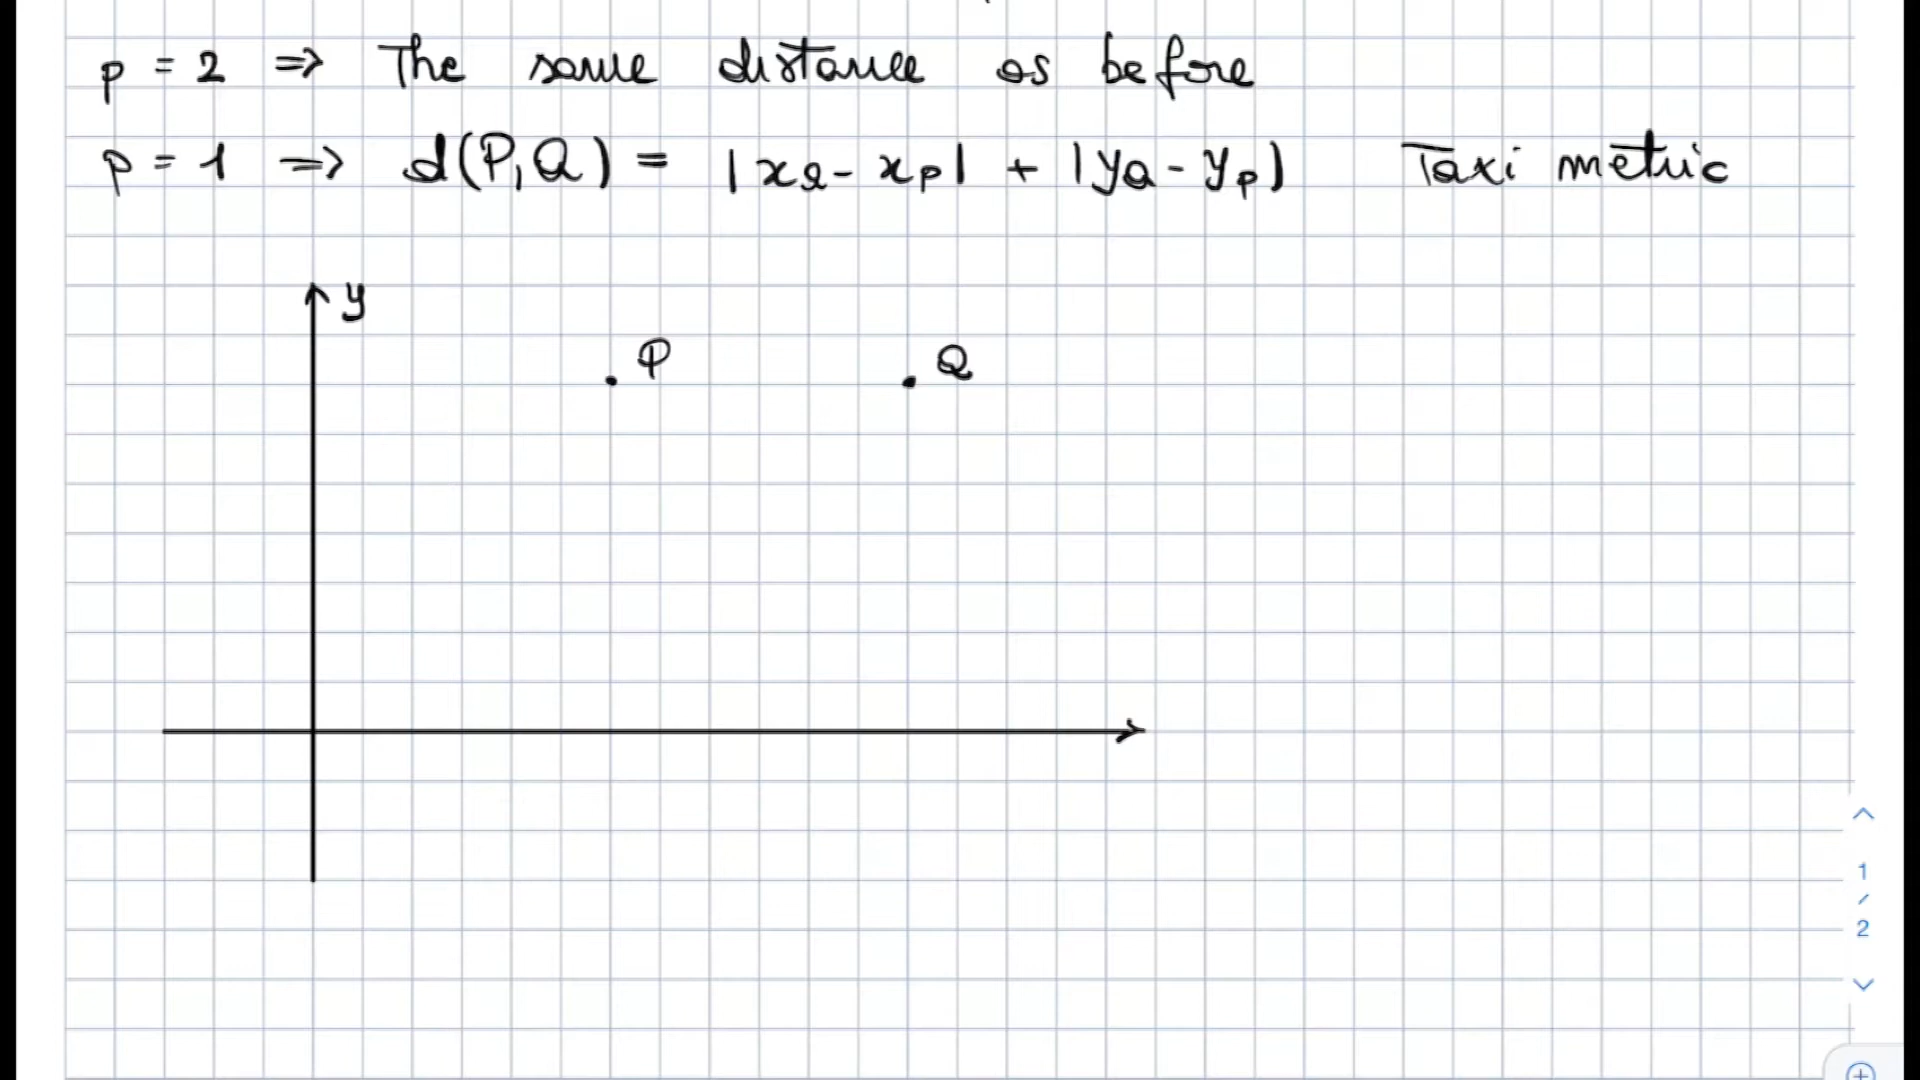 p = 2 => The same distance as before
p = 1 => d(P,Q) = |xQ - xP| + |yQ - yP| Taxi metric
y
P Q
1
/
2